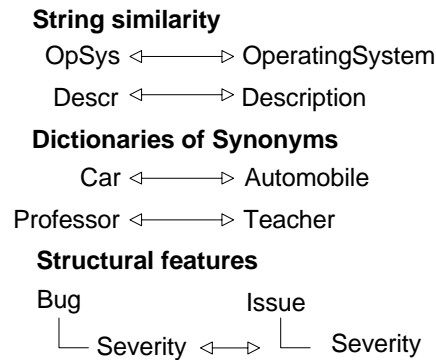 String similarity
OpSys OperatingSystem
Descr Description
Dictionaries of Synonyms
Car Automobile
Professor Teacher
Structural features
Bug Issue
Severity Severity